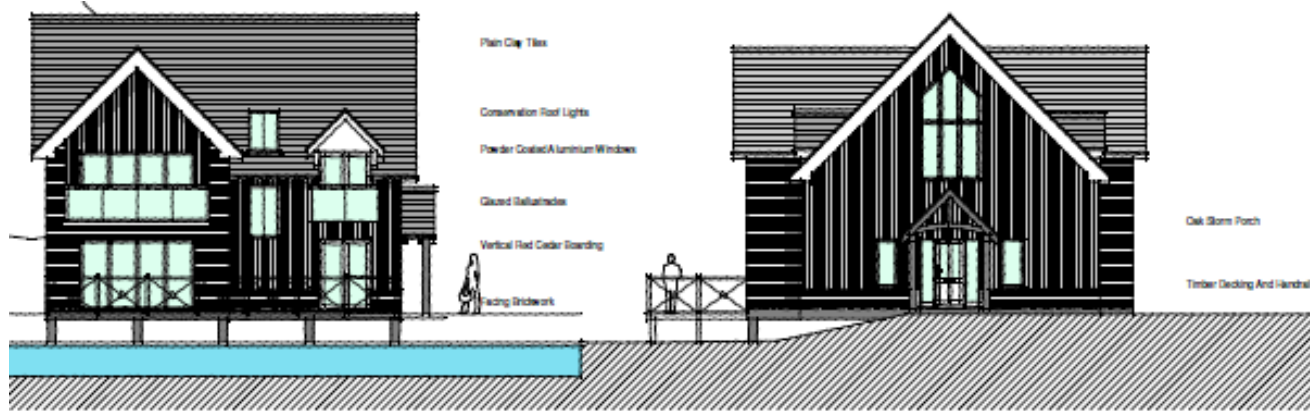 Plain Clay Tiles
Conservation Roof Lights
Powder Coated Aluminium Windows
Glazed Ballustrades
Vertical Red Cedar Boarding
Facing Brickwork
Oak Storm Porch
Timber Decking And Handrail